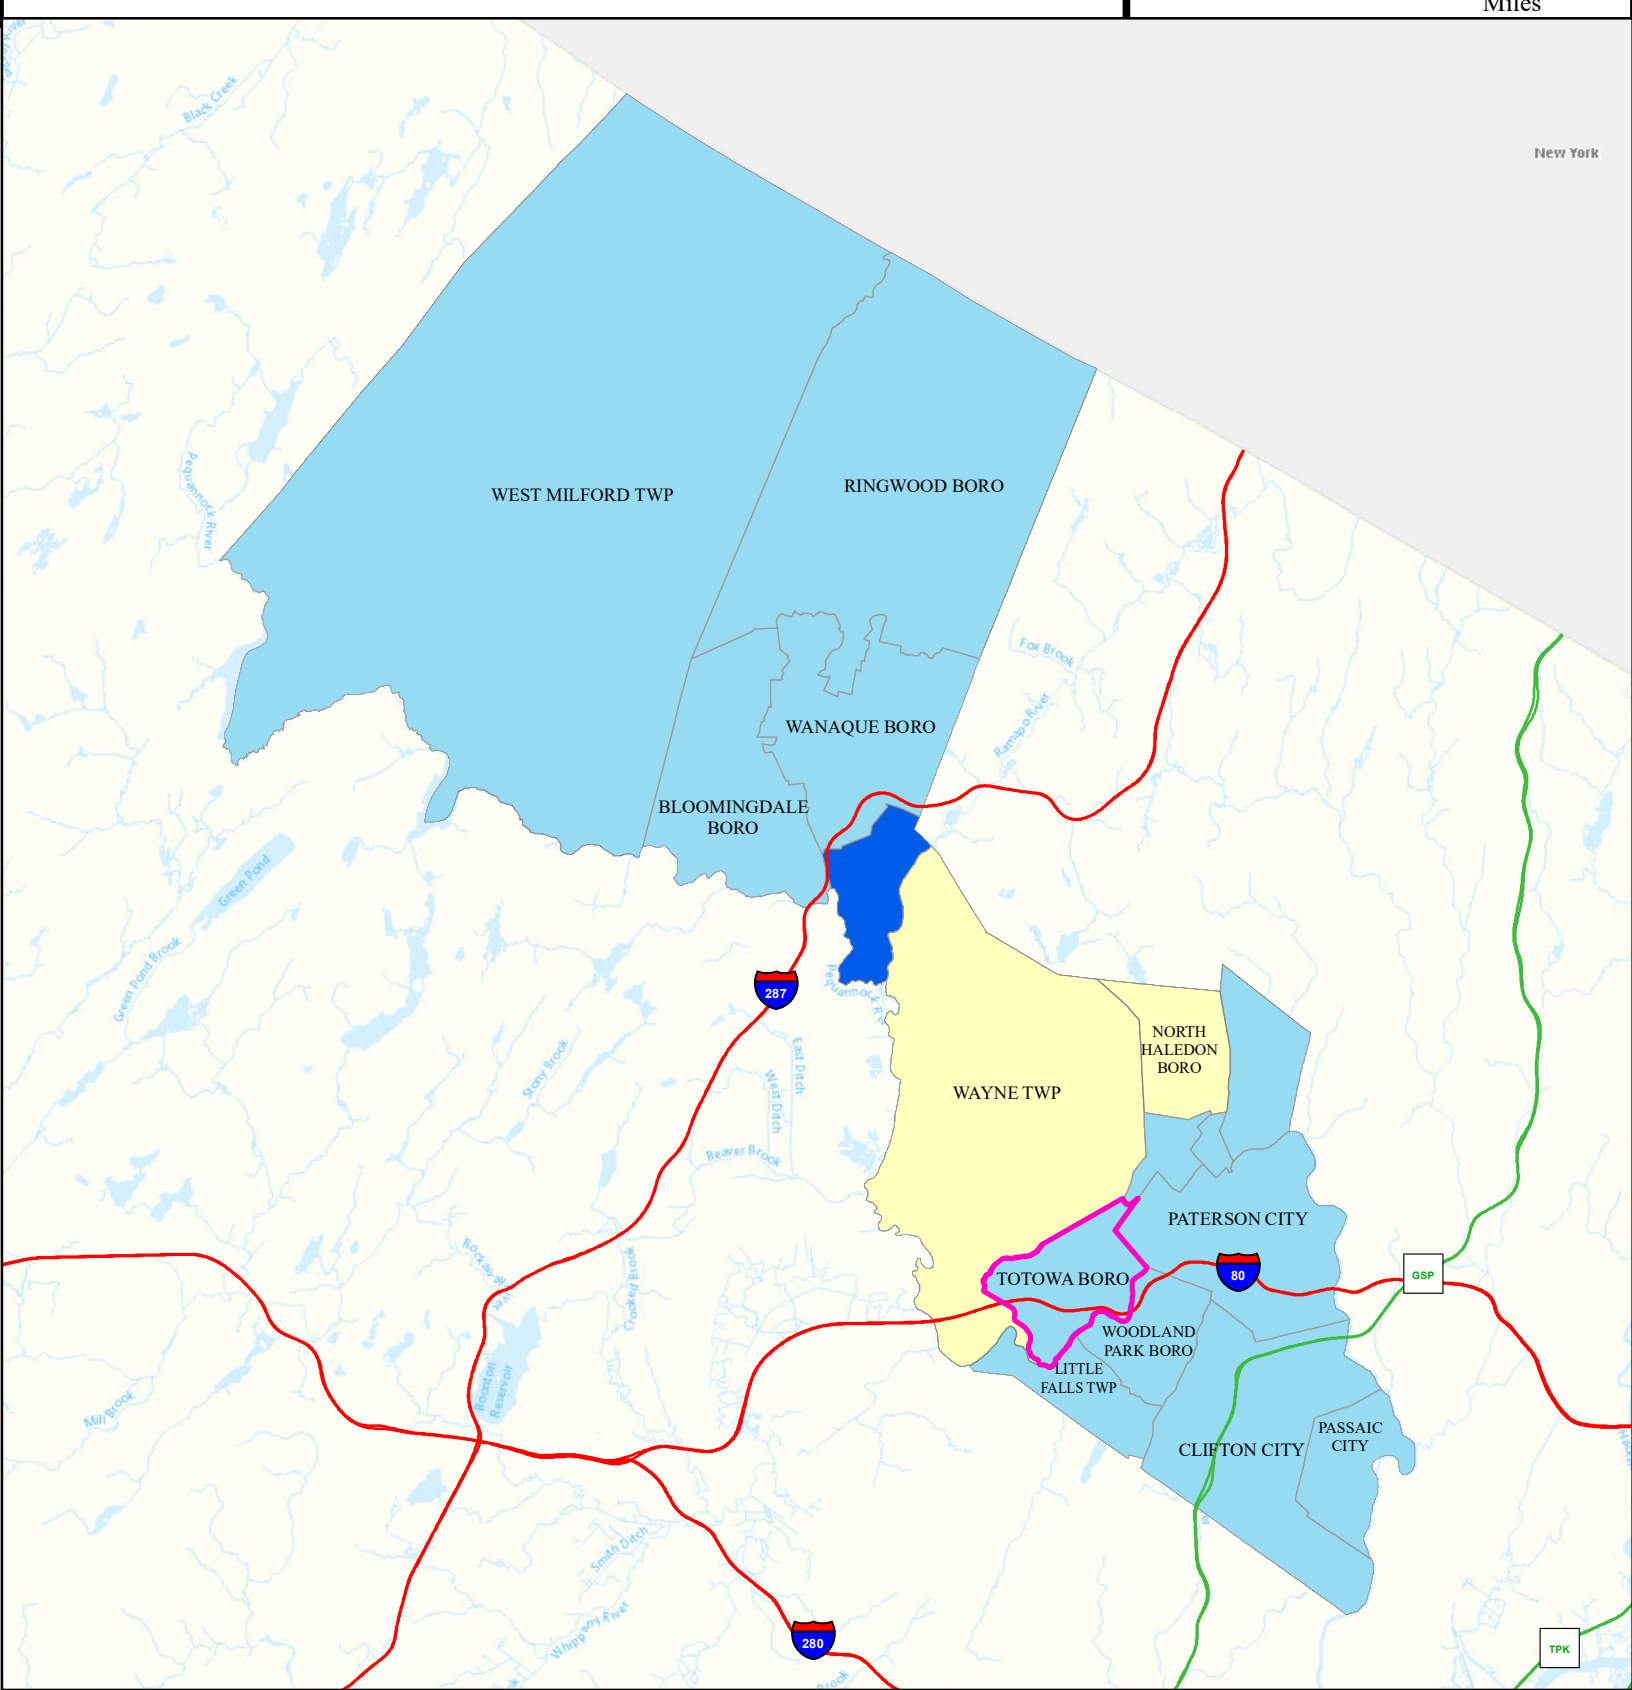 Miles
New York
Black Creek
Pequannock River
WEST MILFORD TWP
RINGWOOD BORO
Fox Brook
Ramapo River
WANAQUE BORO
BLOOMINGDALE
BORO
Green Pond
Green Pond Brook
287
Stony Brook
East Ditch
West Ditch
Beaver Brook
NORTH
HALEDON
BORO
WAYNE TWP
PATERSON CITY
TOTOWA BORO
80
GSP
Crooked Brook
WOODLAND
PARK BORO
LITTLE
FALLS TWP
Boonton
Reservoir
Mill Brook
PASSAIC
CITY
CLIFTON CITY
Smith Ditch
Whippany River
280
TPK
Brook